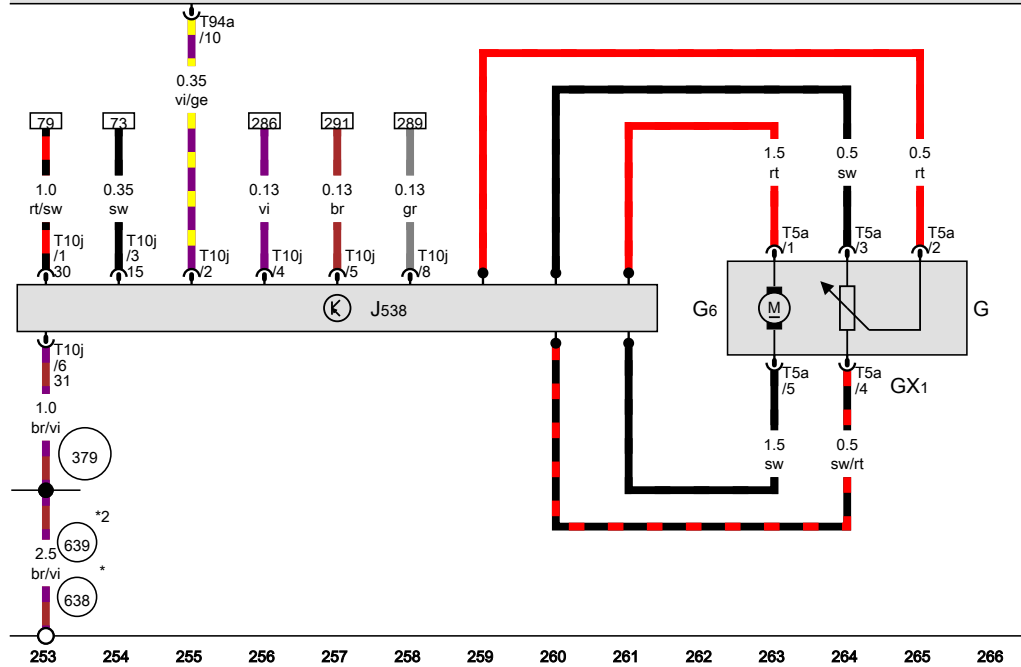 T94a
/10
0.35
vi/ge
79
73
286
291
289
1.0
rt/sw
0.35
sw
0.13
vi
0.13
br
0.13
gr
1.5
rt
0.5
sw
0.5
rt
T10j
/1
30
T10j
/3
15
T10j
/2
T10j
/4
T10j
/5
T10j
/8
T5a
/1
T5a
/3
T5a
/2
J538
G6
M
G
T10j
/6
31
T5a
/5
T5a
/4
GX1
1.0
br/vi
379
1.5
sw
0.5
sw/rt
*2
639
2.5
br/vi
*
638
253 254 255 256 257 258 259 260 261 262 263 264 265 266